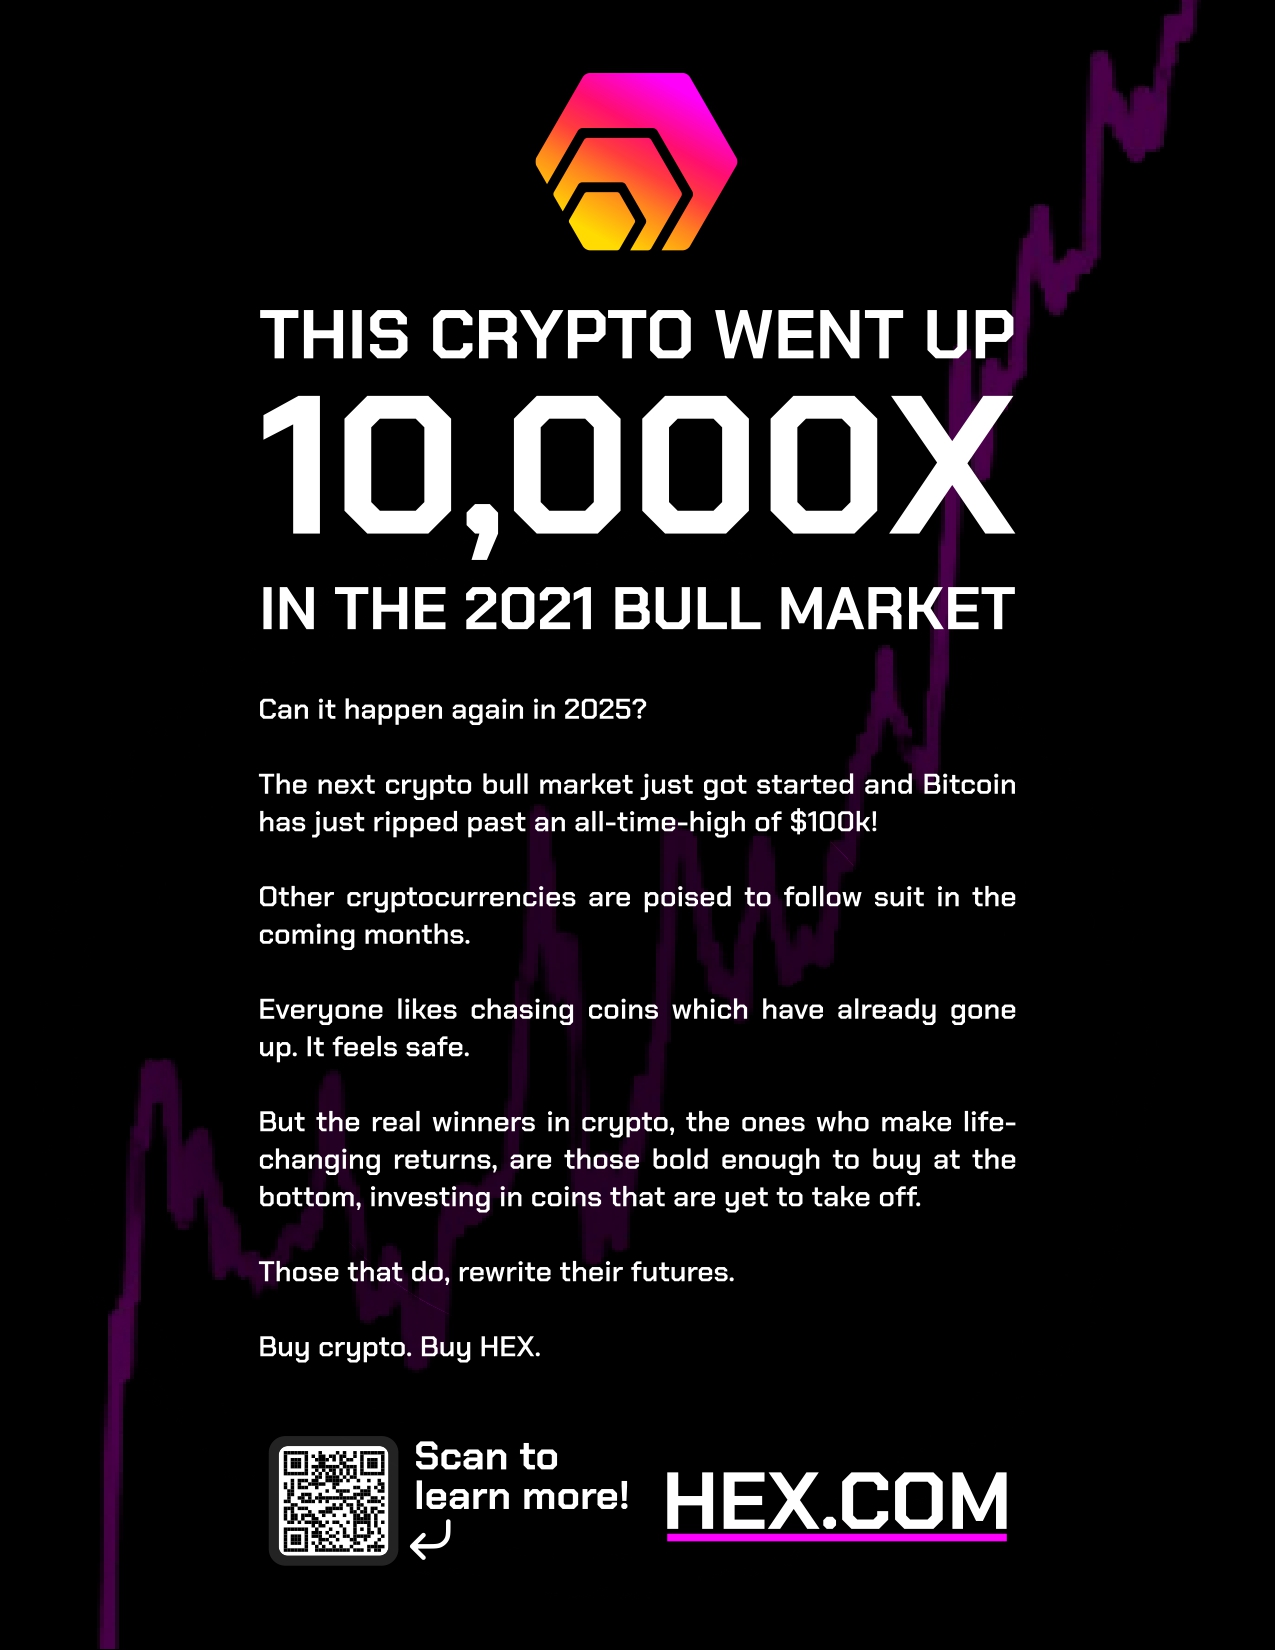 THIS CRYPTO WENT UP
10,000X
IN THE 2021 BULL MARKET
Can it happen again in 2025?
The next crypto bull market just got started and Bitcoin
has just ripped past an all-time-high of $100k!
Other cryptocurrencies are poised to follow suit in the
coming months.
Everyone likes chasing coins which have already gone
up. It feels safe.
But the real winners in crypto, the ones who make life-
changing returns, are those bold enough to buy at the
bottom, investing in coins that are yet to take off.
Those that do, rewrite their futures.
Buy crypto. Buy HEX.
Scan to
learn more!
HEX.COM